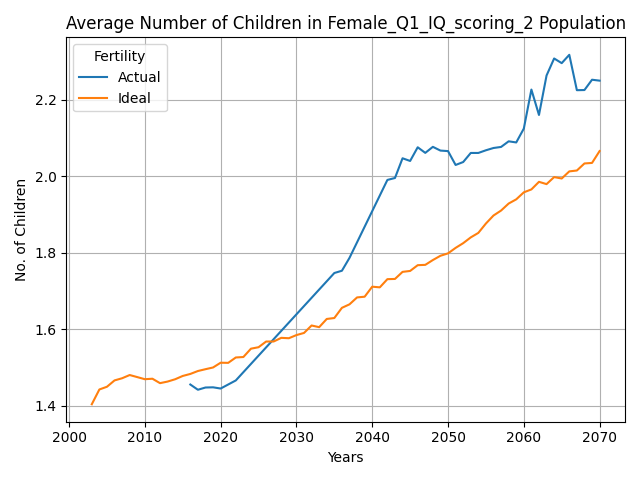 Average Number of Children in Female_Q1_IQ_scoring_2 Population
Fertility
Actual
Ideal
No. of Children
2.2
2.0
1.8
1.6
1.4
2000 2010 2020 2030 2040 2050 2060 2070
Years